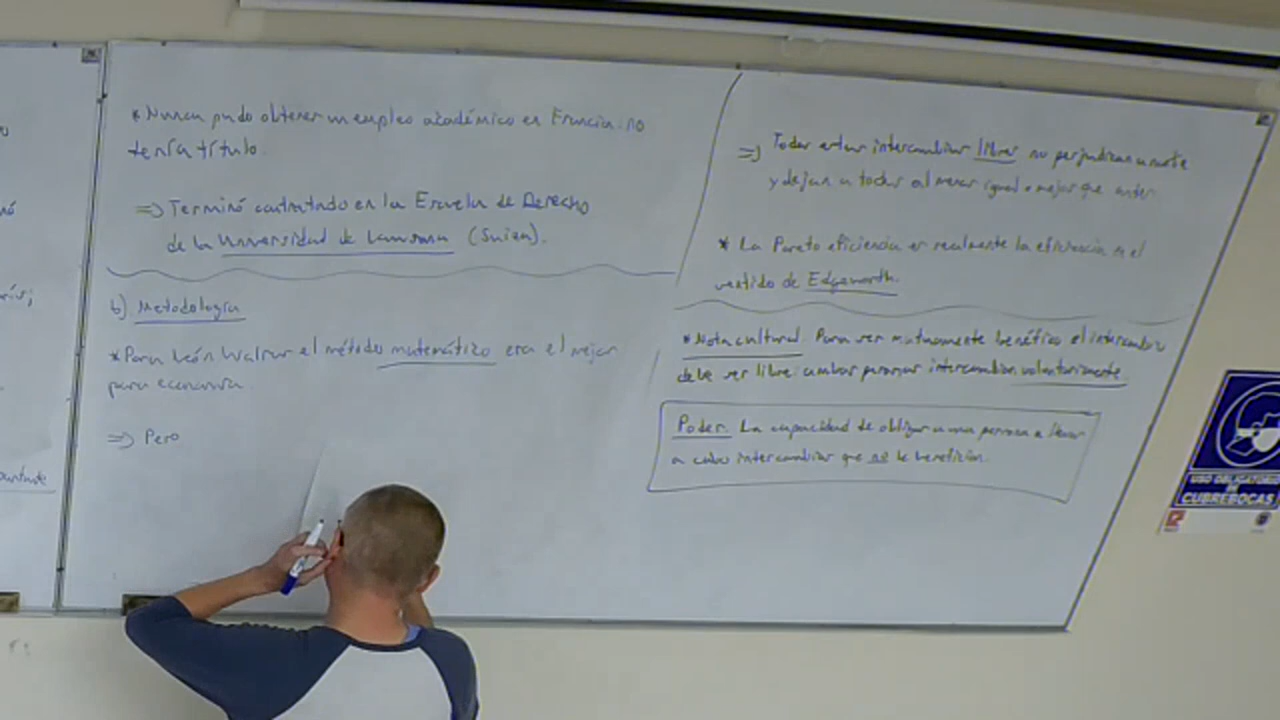 * Nunca pudo obtener un empleo académico en Francia: no
tenía título.
=> Terminó contratado en la Escuela de Derecho
de la Universidad de Lausana (Suiza).
b) Metodología
* Para León Walras el método matemático era el mejor
para economía.
=> Pero
=> Todos estos intercambios libres no perjudican a nadie
y dejan a todos al menos igual o mejor que antes.
* La Pareto eficiencia es realmente la eficiencia en el
sentido de Edgeworth.
* Nota cultural. Para ser mutuamente benéfico el intercambio
debe ser libre: ambas personas intercambian voluntariamente.
Poder. La capacidad de obligar a una persona a llevar
a cabo intercambios que no le benefician.
USO OBLIGATORIO
DE
CUBREBOCAS